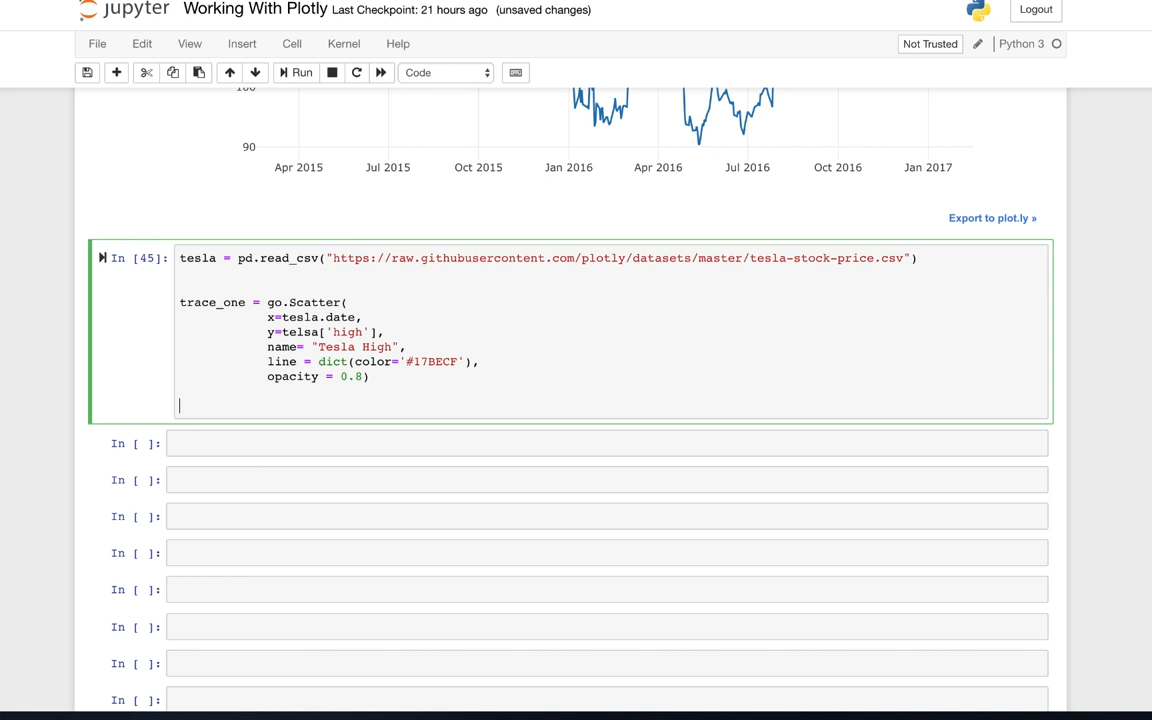 jupyter Working With Plotly Last Checkpoint: 21 hours ago (unsaved changes) Logout
File Edit View Insert Cell Kernel Help Not Trusted Python 3
Run Code
100
90
Apr 2015 Jul 2015 Oct 2015 Jan 2016 Apr 2016 Jul 2016 Oct 2016 Jan 2017
Export to plot.ly »
In [45]: tesla = pd.read_csv("https://raw.githubusercontent.com/plotly/datasets/master/tesla-stock-price.csv")
trace_one = go.Scatter(
x=tesla.date,
y=telsa['high'],
name= "Tesla High",
line = dict(color='#17BECF'),
opacity = 0.8)
In [ ]:
In [ ]:
In [ ]:
In [ ]:
In [ ]:
In [ ]:
In [ ]:
In [ ]: